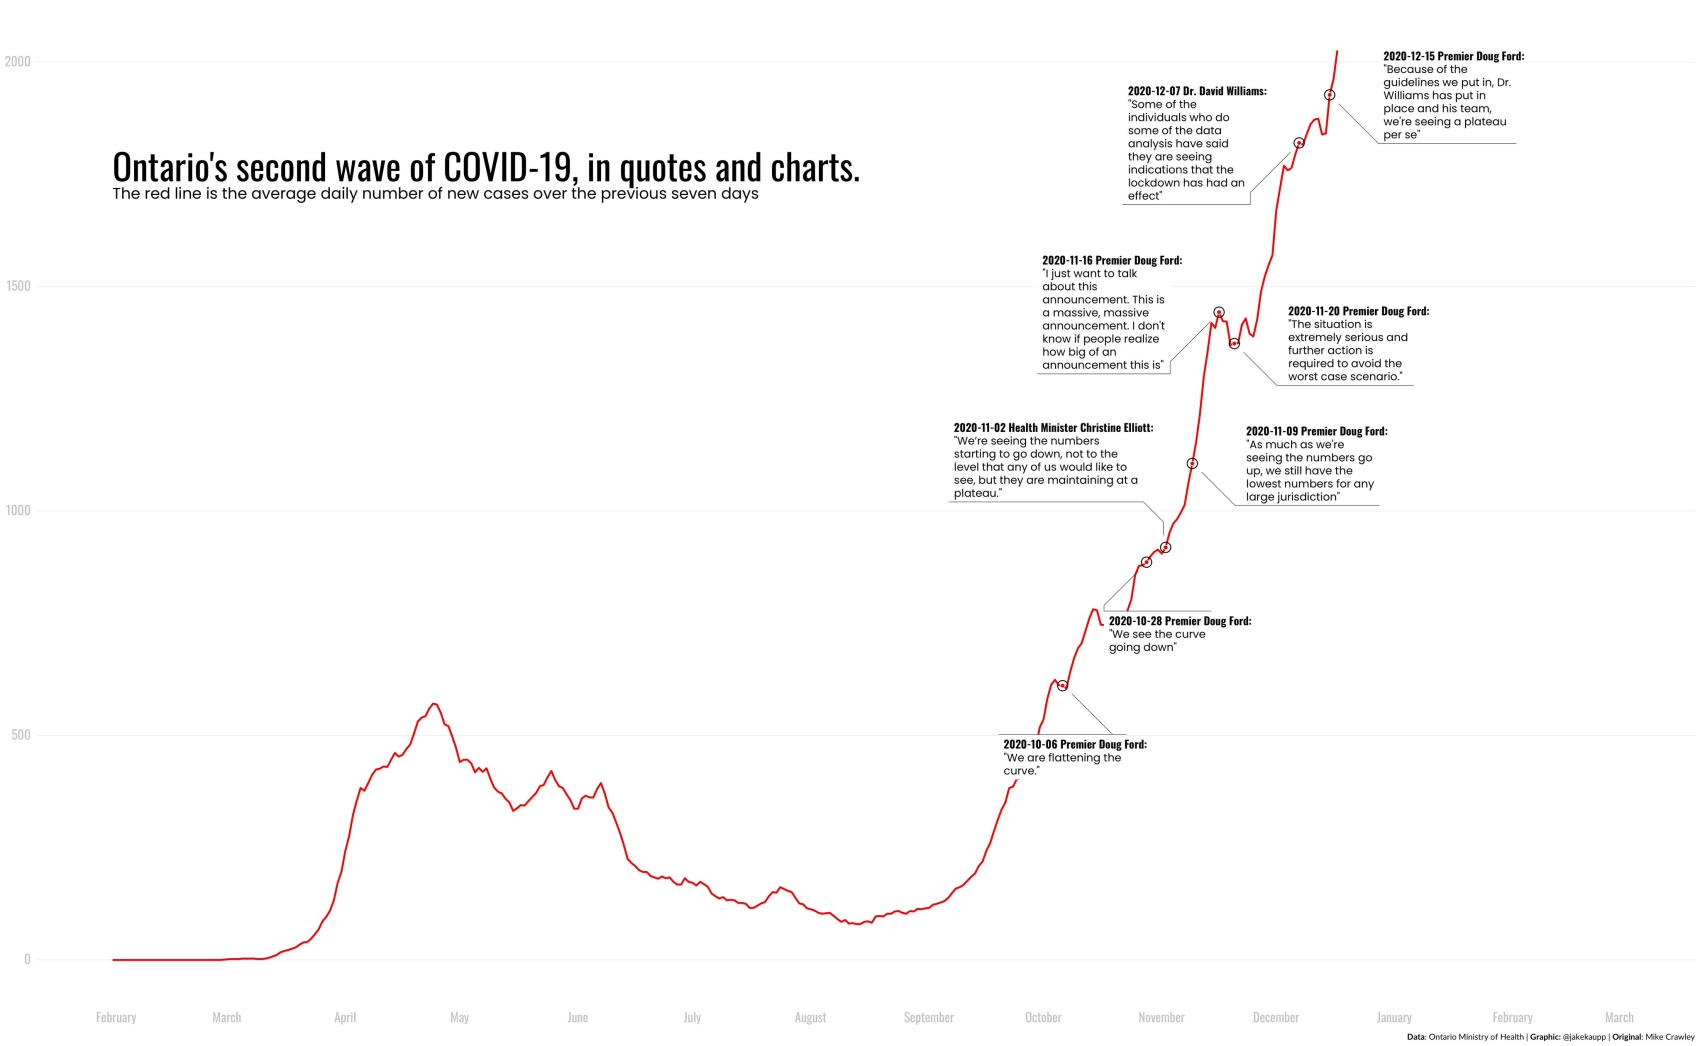 Ontario's second wave of COVID-19, in quotes and charts.
The red line is the average daily number of new cases over the previous seven days
2000
1500
1000
500
0
2020-12-15 Premier Doug Ford:
"Because of the
guidelines we put in, Dr.
Williams has put in
place and his team,
we're seeing a plateau
per se"
2020-12-07 Dr. David Williams:
"Some of the
individuals who do
some of the data
analysis have said
they are seeing
indications that the
lockdown has had an
effect"
2020-11-16 Premier Doug Ford:
"I just want to talk
about this
announcement. This is
a massive, massive
announcement. I don't
know if people realize
how big of an
announcement this is"
2020-11-20 Premier Doug Ford:
"The situation is
extremely serious and
further action is
required to avoid the
worst case scenario."
2020-11-02 Health Minister Christine Elliott:
"We’re seeing the numbers
starting to go down, not to the
level that any of us would like to
see, but they are maintaining at a
plateau."
2020-11-09 Premier Doug Ford:
"As much as we're
seeing the numbers go
up, we still have the
lowest numbers for any
large jurisdiction"
2020-10-28 Premier Doug Ford:
"We see the curve
going down"
2020-10-06 Premier Doug Ford:
"We are flattening the
curve."
February
March
April
May
June
July
August
September
October
November
December
January
February
March
Data: Ontario Ministry of Health | Graphic: @jakekaupp | Original: Mike Crawley